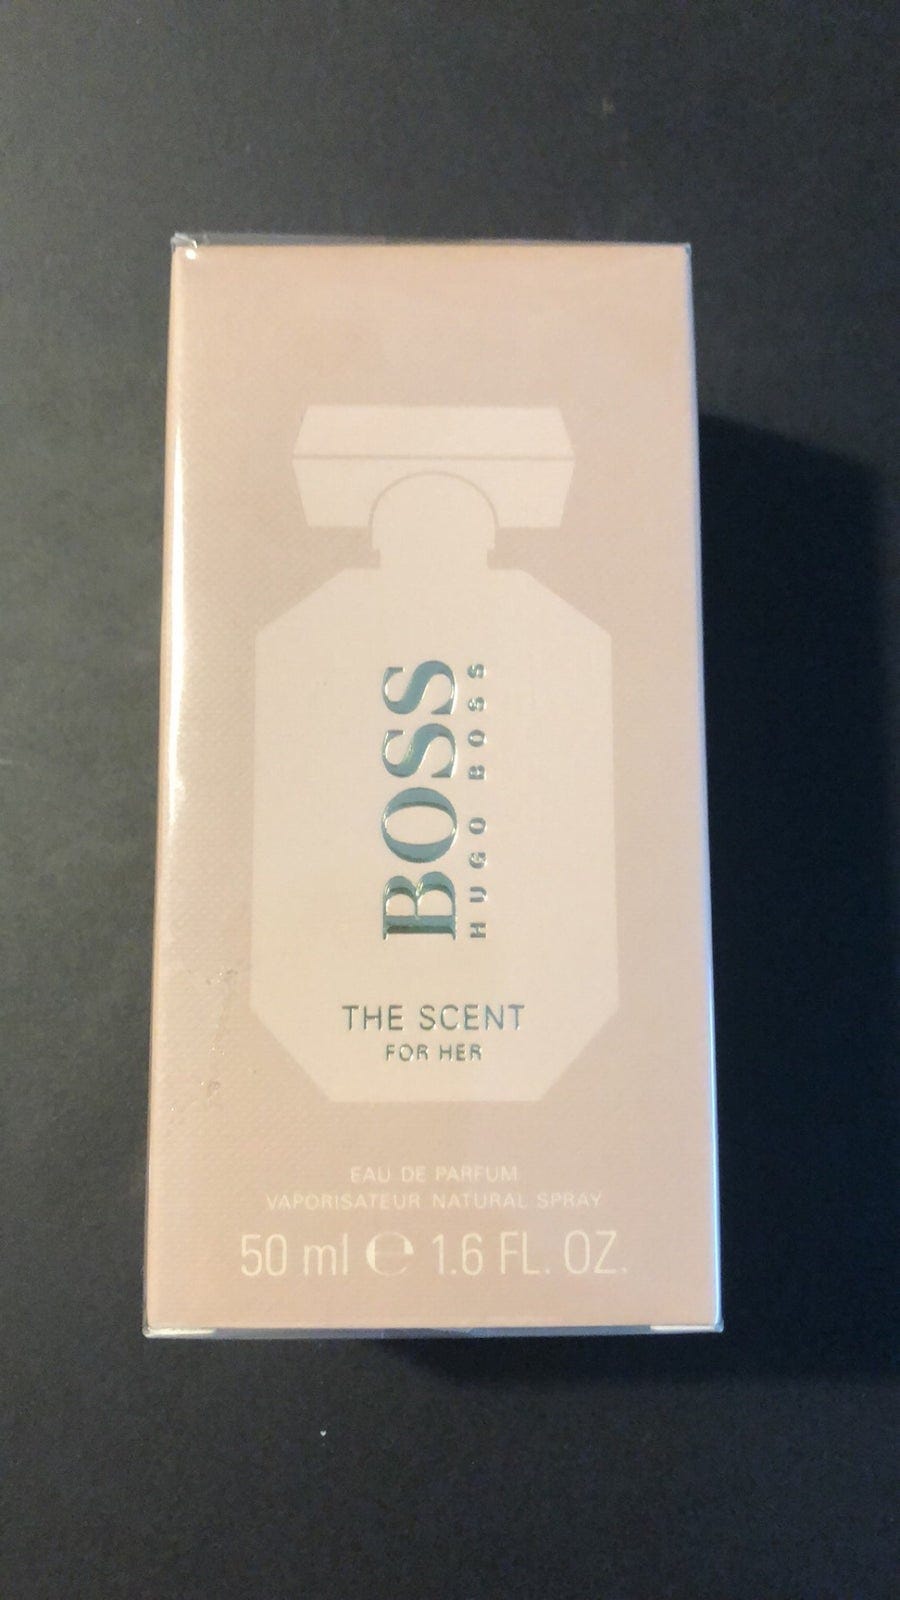 BOSS
HUGO BOSS
THE SCENT
FOR HER
EAU DE PARFUM
VAPORISATEUR NATURAL SPRAY
50 ml ℮ 1.6 FL. OZ.